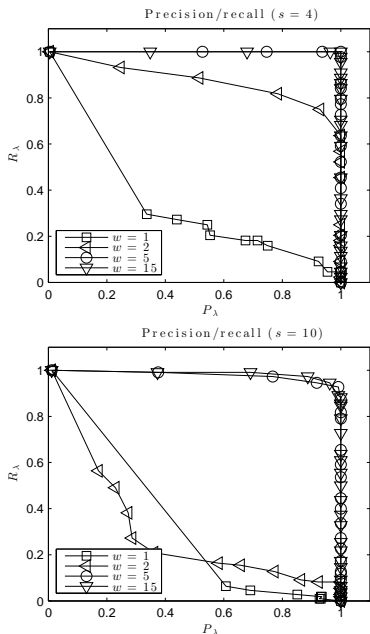 Precision/recall (s = 4)
1
0.8
0.6
0.4
0.2
0
R_λ
w = 1
w = 2
w = 5
w = 15
0 0.2 0.4 0.6 0.8 1
P_λ
Precision/recall (s = 10)
1
0.8
0.6
0.4
0.2
0
R_λ
w = 1
w = 2
w = 5
w = 15
0 0.2 0.4 0.6 0.8 1
P_λ